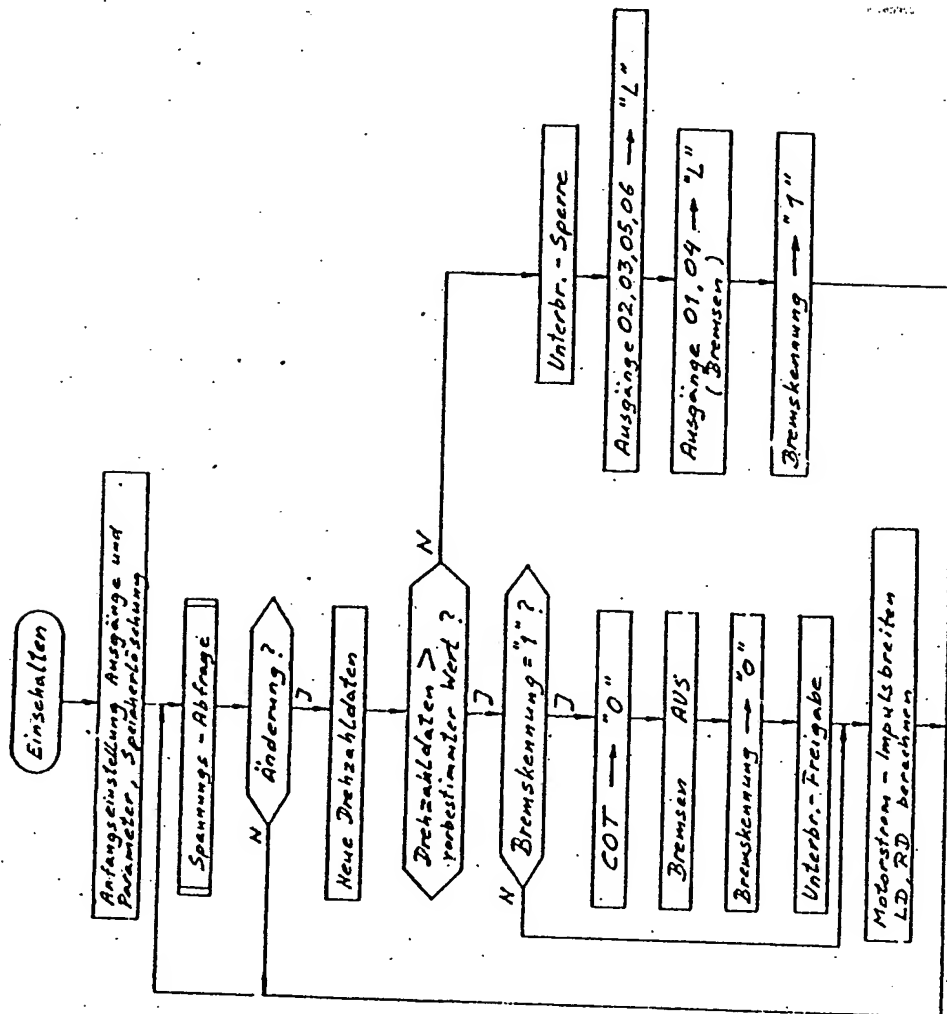 Einschalten
Anfangseinstellung Ausgänge und
Parameter, Speicherlöschung
Spannungs-Abfrage
Änderung?
N
J
Neue Drehzahldaten
Drehzahldaten >
vorbestimmter Wert?
N
J
Bremskennung="1"?
N
J
COT → "0"
Bremsen AUS
Bremskennung → "0"
Unterbr.-Freigabe
Motorstrom-Impulsbreiten
LD, RD berechnen
Unterbr.-Sperre
Ausgänge 02,03,05,06 → "L"
Ausgänge 01,04 → "L"
(Bremsen)
Bremskennung → "1"